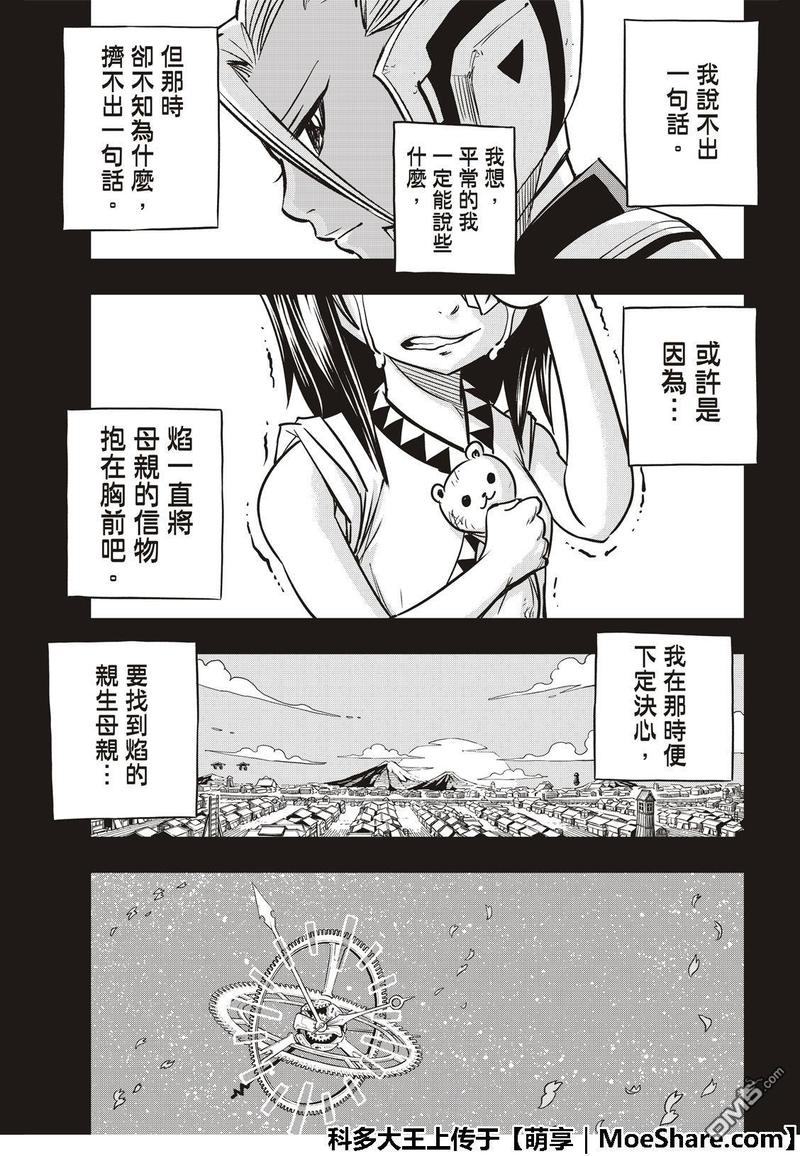 我說不出
一句話。
我想，
平常的我
一定能說些
什麼，
但那時
卻不知為什麼，
擠不出一句話。
或許是
因為…
焰一直將
母親的信物
抱在胸前吧。
我在那時便
下定決心，
要找到焰的
親生母親…
DM5.com
科多大王上传于【萌享｜MoeShare.com】